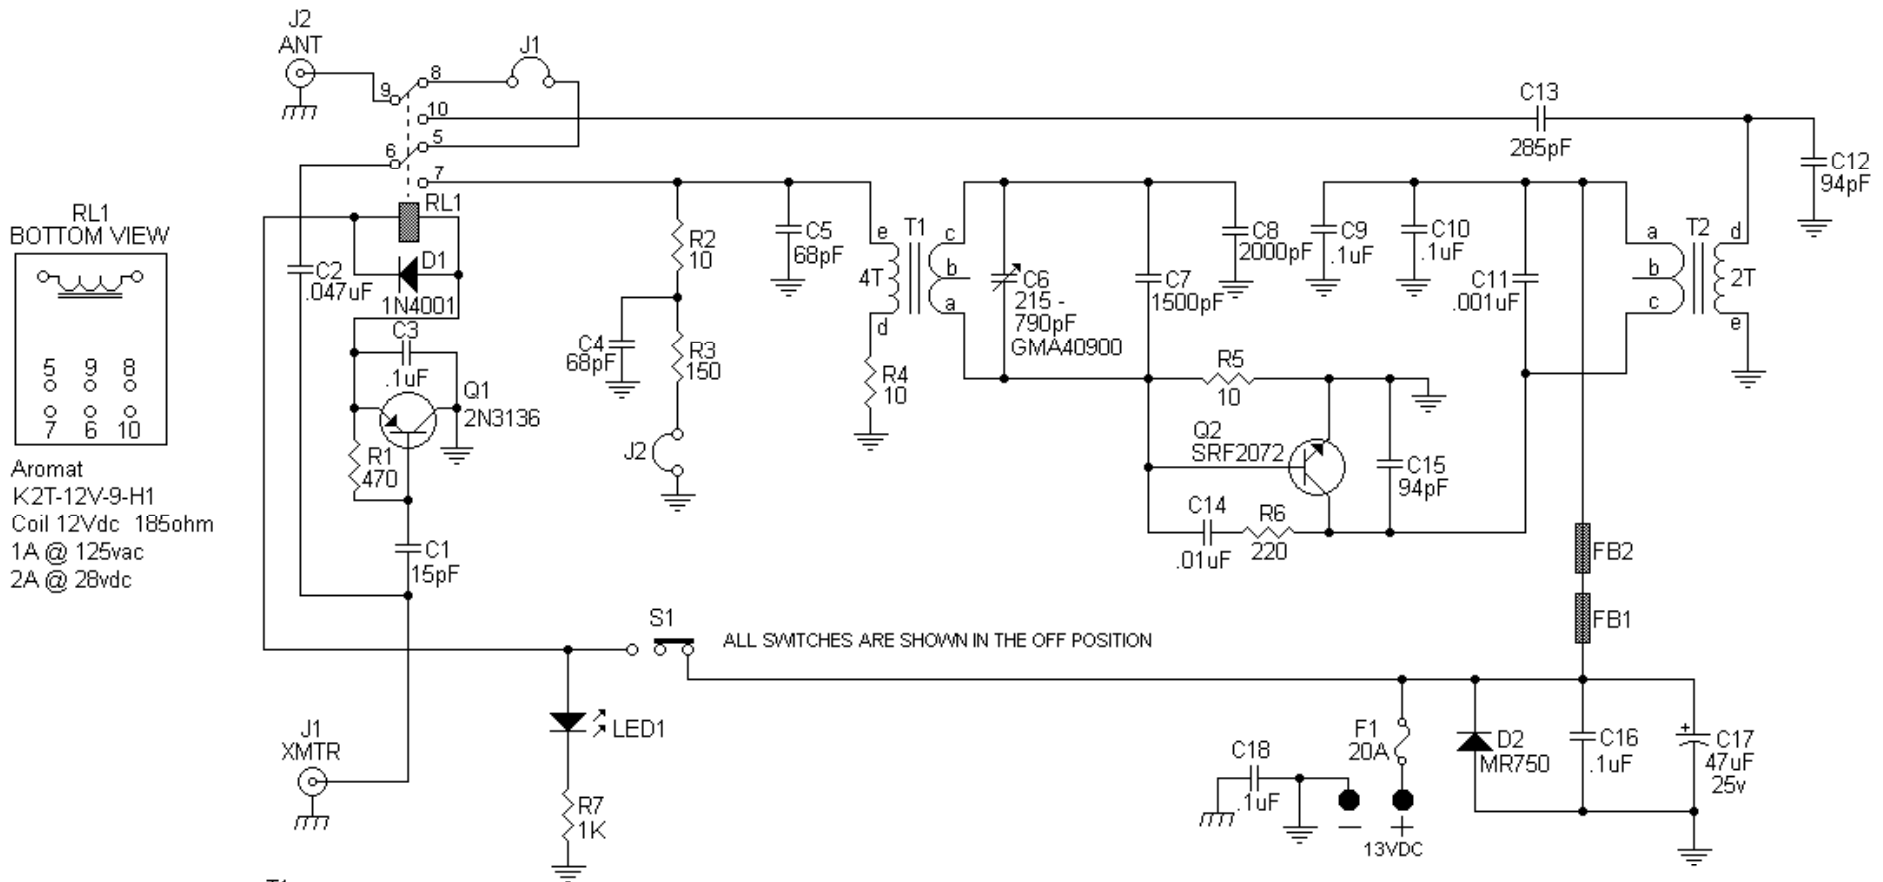 J2
ANT
J1
8
9
10
5
6
7
C13
285pF
C12
94pF
RL1
BOTTOM VIEW
5 9 8
7 6 10
Aromat
K2T-12V-9-H1
Coil 12Vdc 185ohm
1A @ 125vac
2A @ 28vdc
RL1
D1
1N4001
C2
.047uF
C3
.1uF
Q1
2N3136
R1
470
C1
15pF
R2
10
C4
68pF
R3
150
J2
C5
68pF
e
4T
d
T1
c
b
a
R4
10
C6
215 -
790pF
GMA40900
C7
1500pF
C8
2000pF
C9
.1uF
C10
.1uF
C11
.001uF
a
b
c
T2
d
2T
e
R5
10
Q2
SRF2072
C15
94pF
C14
.01uF
R6
220
FB2
FB1
S1
ALL SWITCHES ARE SHOWN IN THE OFF POSITION
J1
XMTR
LED1
R7
1K
C18
.1uF
F1
20A
– +
13VDC
D2
MR750
C16
.1uF
+
C17
47uF
25v